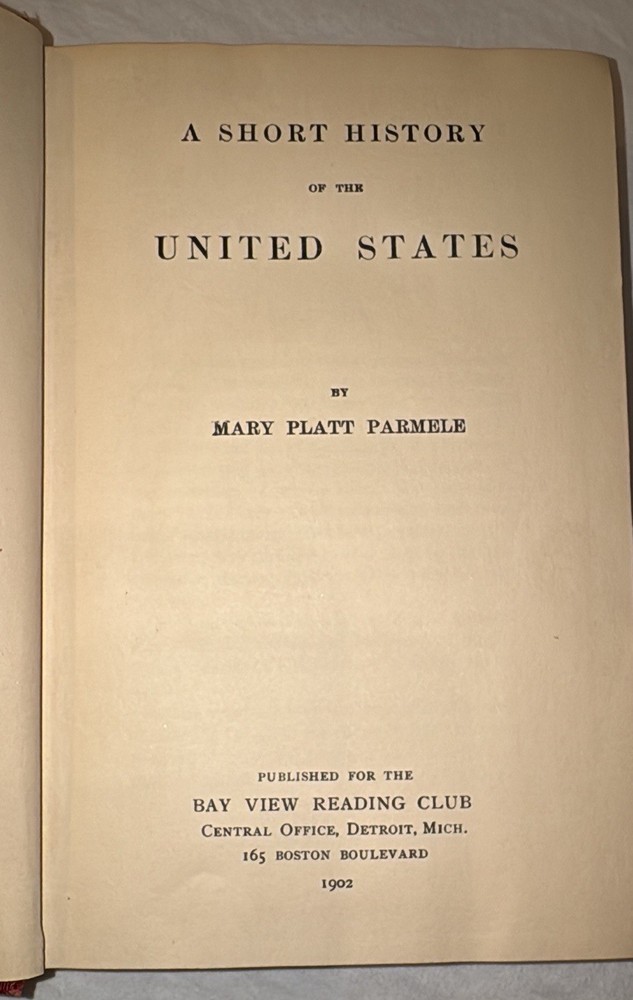 A SHORT HISTORY
OF THE
UNITED STATES
BY
MARY PLATT PARMELE
PUBLISHED FOR THE
BAY VIEW READING CLUB
CENTRAL OFFICE, DETROIT, MICH.
165 BOSTON BOULEVARD
1902